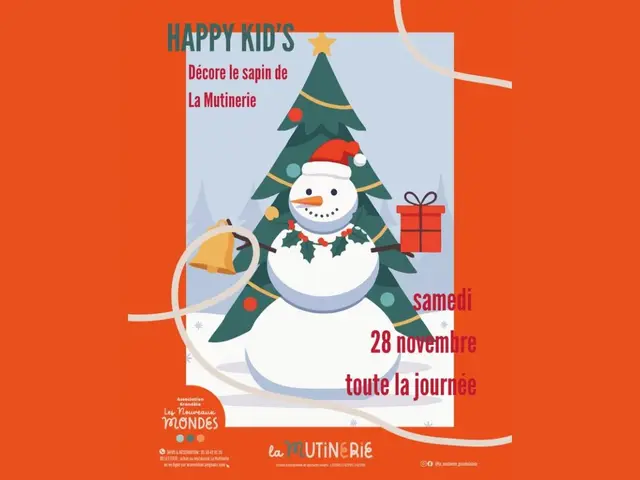 HAPPY KID'S
Décore le sapin de
La Mutinerie
samedi
28 novembre
toute la journée
Association
Les Nouveaux
MONDES
la MUTINERIE